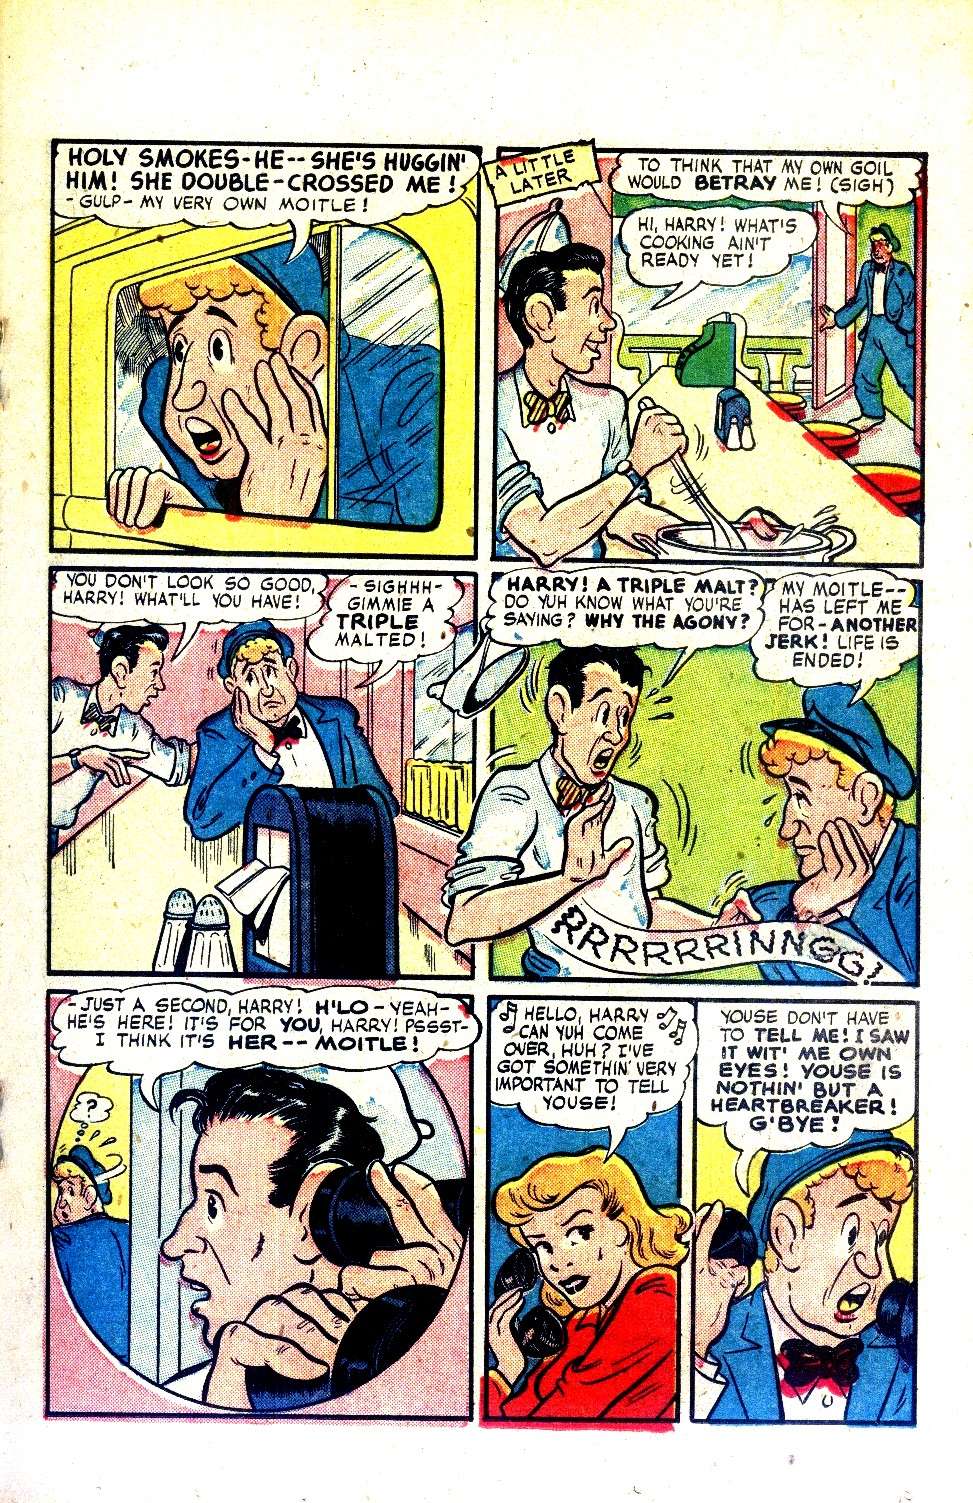 HOLY SMOKES-HE-- SHE'S HUGGIN'
HIM! SHE DOUBLE-CROSSED ME!
-GULP- MY VERY OWN MOITLE!
A LITTLE
LATER
TO THINK THAT MY OWN GOIL
WOULD BETRAY ME! (SIGH)
HI, HARRY! WHAT'S
COOKING AIN'T
READY YET!
YOU DON'T LOOK SO GOOD,
HARRY! WHAT'LL YOU HAVE!
-SIGHHH-
GIMMIE A
TRIPLE
MALTED!
HARRY! A TRIPLE MALT?
DO YUH KNOW WHAT YOU'RE
SAYING? WHY THE AGONY?
MY MOITLE--
HAS LEFT ME
FOR-ANOTHER
JERK! LIFE IS
ENDED!
RRRRRRRINNGG!
-JUST A SECOND, HARRY! H'LO-YEAH-
HE'S HERE! IT'S FOR YOU, HARRY! PSSST-
I THINK IT'S HER-- MOITLE!
?
HELLO, HARRY
CAN YUH COME
OVER, HUH? I'VE
GOT SOMETHIN' VERY
IMPORTANT TO TELL
YOUSE!
YOUSE DON'T HAVE
TO TELL ME! I SAW
IT WIT' ME OWN
EYES! YOUSE IS
NOTHIN' BUT A
HEARTBREAKER!
G'BYE!